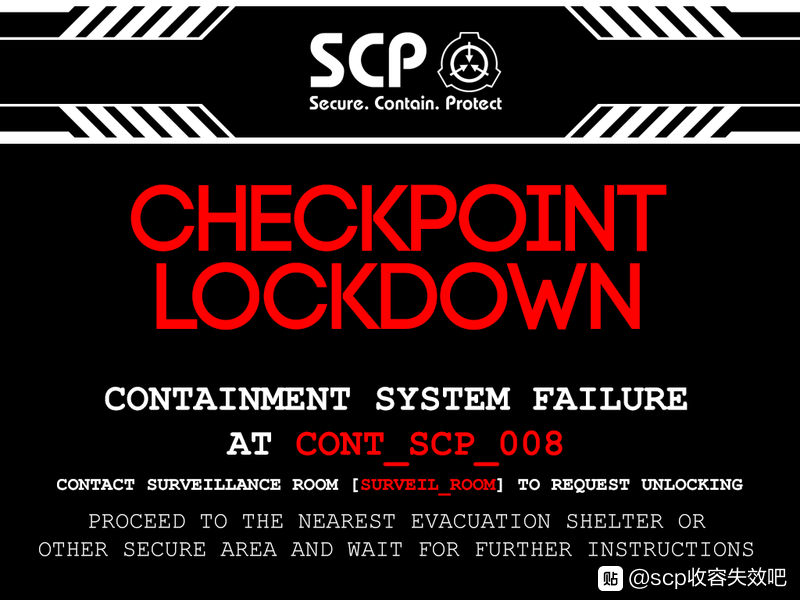 SCP
Secure. Contain. Protect
CHECKPOINT
LOCKDOWN
CONTAINMENT SYSTEM FAILURE
AT CONT_SCP_008
CONTACT SURVEILLANCE ROOM [SURVEIL_ROOM] TO REQUEST UNLOCKING
PROCEED TO THE NEAREST EVACUATION SHELTER OR
OTHER SECURE AREA AND WAIT FOR FURTHER INSTRUCTIONS
贴 @scp收容失效吧